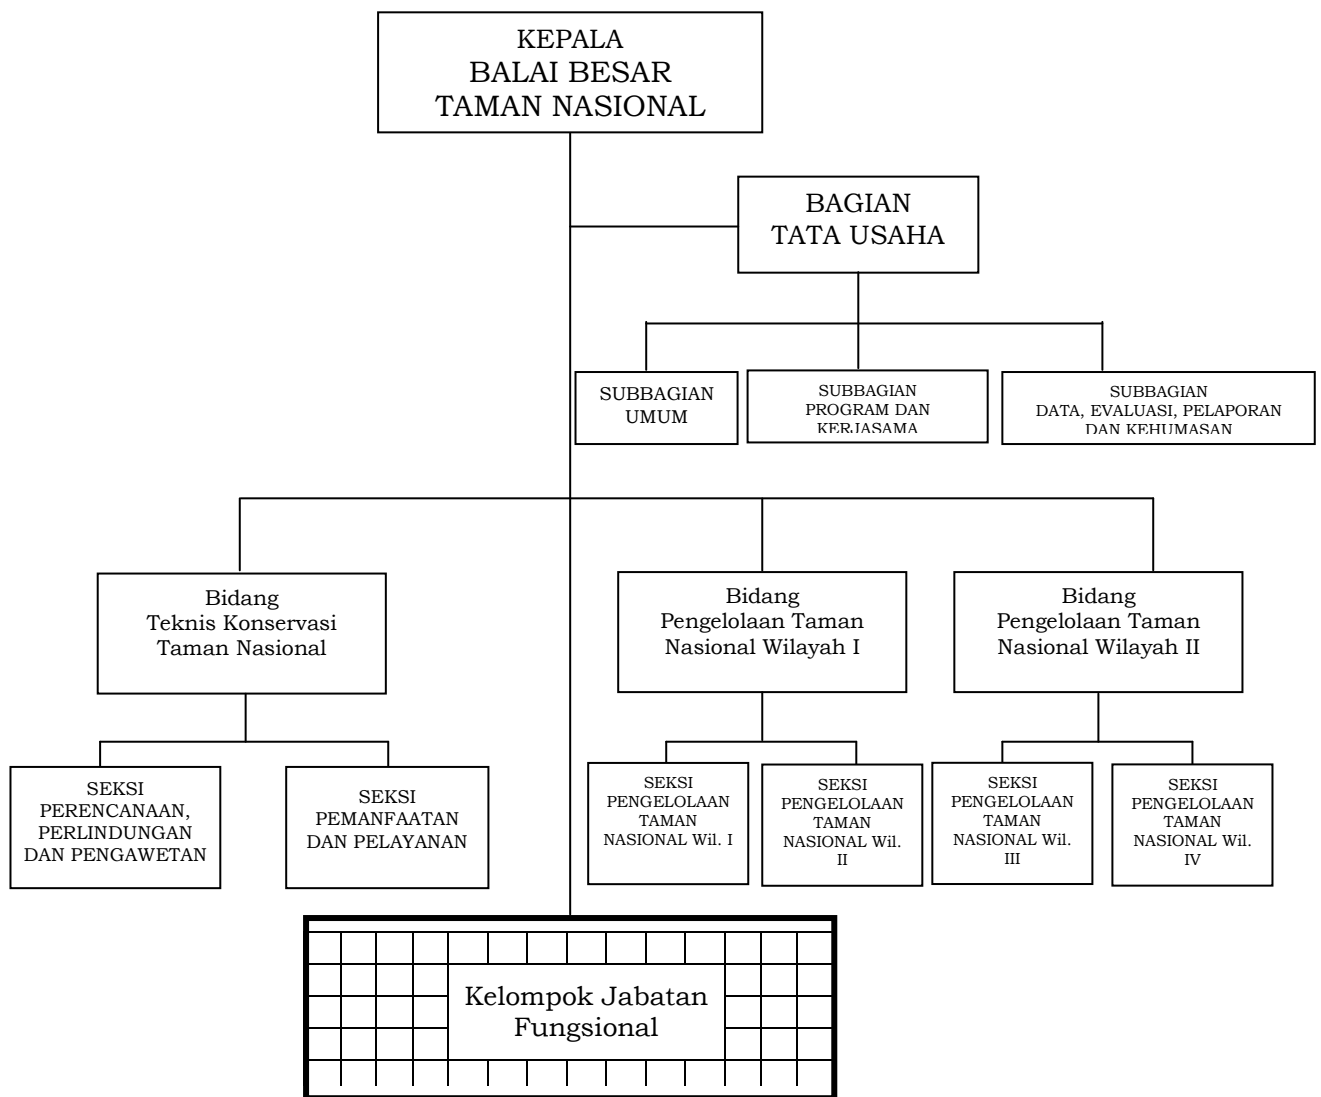 KEPALA
BALAI BESAR
TAMAN NASIONAL
BAGIAN
TATA USAHA
SUBBAGIAN
UMUM
SUBBAGIAN
PROGRAM DAN
KERJASAMA
SUBBAGIAN
DATA, EVALUASI, PELAPORAN
DAN KEHUMASAN
Bidang
Teknis Konservasi
Taman Nasional
Bidang
Pengelolaan Taman
Nasional Wilayah I
Bidang
Pengelolaan Taman
Nasional Wilayah II
SEKSI
PERENCANAAN,
PERLINDUNGAN
DAN PENGAWETAN
SEKSI
PEMANFAATAN
DAN PELAYANAN
SEKSI
PENGELOLAAN
TAMAN
NASIONAL Wil. I
SEKSI
PENGELOLAAN
TAMAN
NASIONAL Wil.
II
SEKSI
PENGELOLAAN
TAMAN
NASIONAL Wil.
III
SEKSI
PENGELOLAAN
TAMAN
NASIONAL Wil.
IV
Kelompok Jabatan
Fungsional